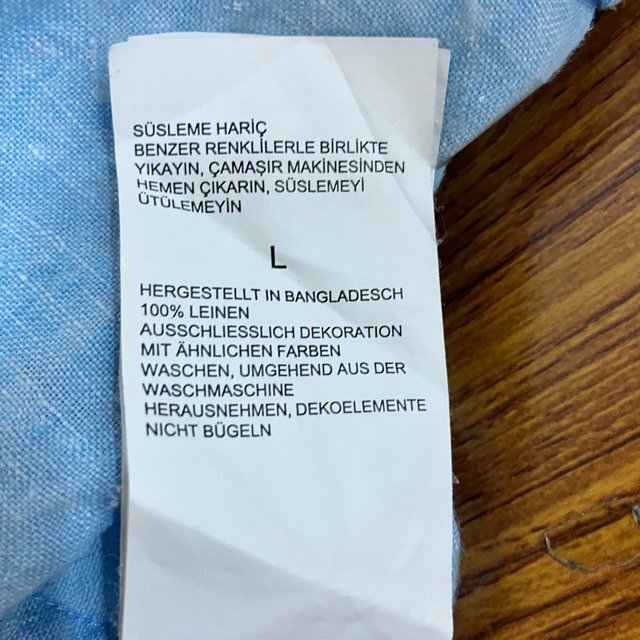 SÜSLEME HARİÇ
BENZER RENKLİLERLE BİRLİKTE
YIKAYIN, ÇAMAŞIR MAKİNESİNDEN
HEMEN ÇIKARIN, SÜSLEMEYİ
ÜTÜLEMEYİN
L
HERGESTELLT IN BANGLADESCH
100% LEINEN
AUSSCHLIESSLICH DEKORATION
MIT ÄHNLICHEN FARBEN
WASCHEN, UMGEHEND AUS DER
WASCHMASCHINE
HERAUSNEHMEN, DEKOELEMENTE
NICHT BÜGELN